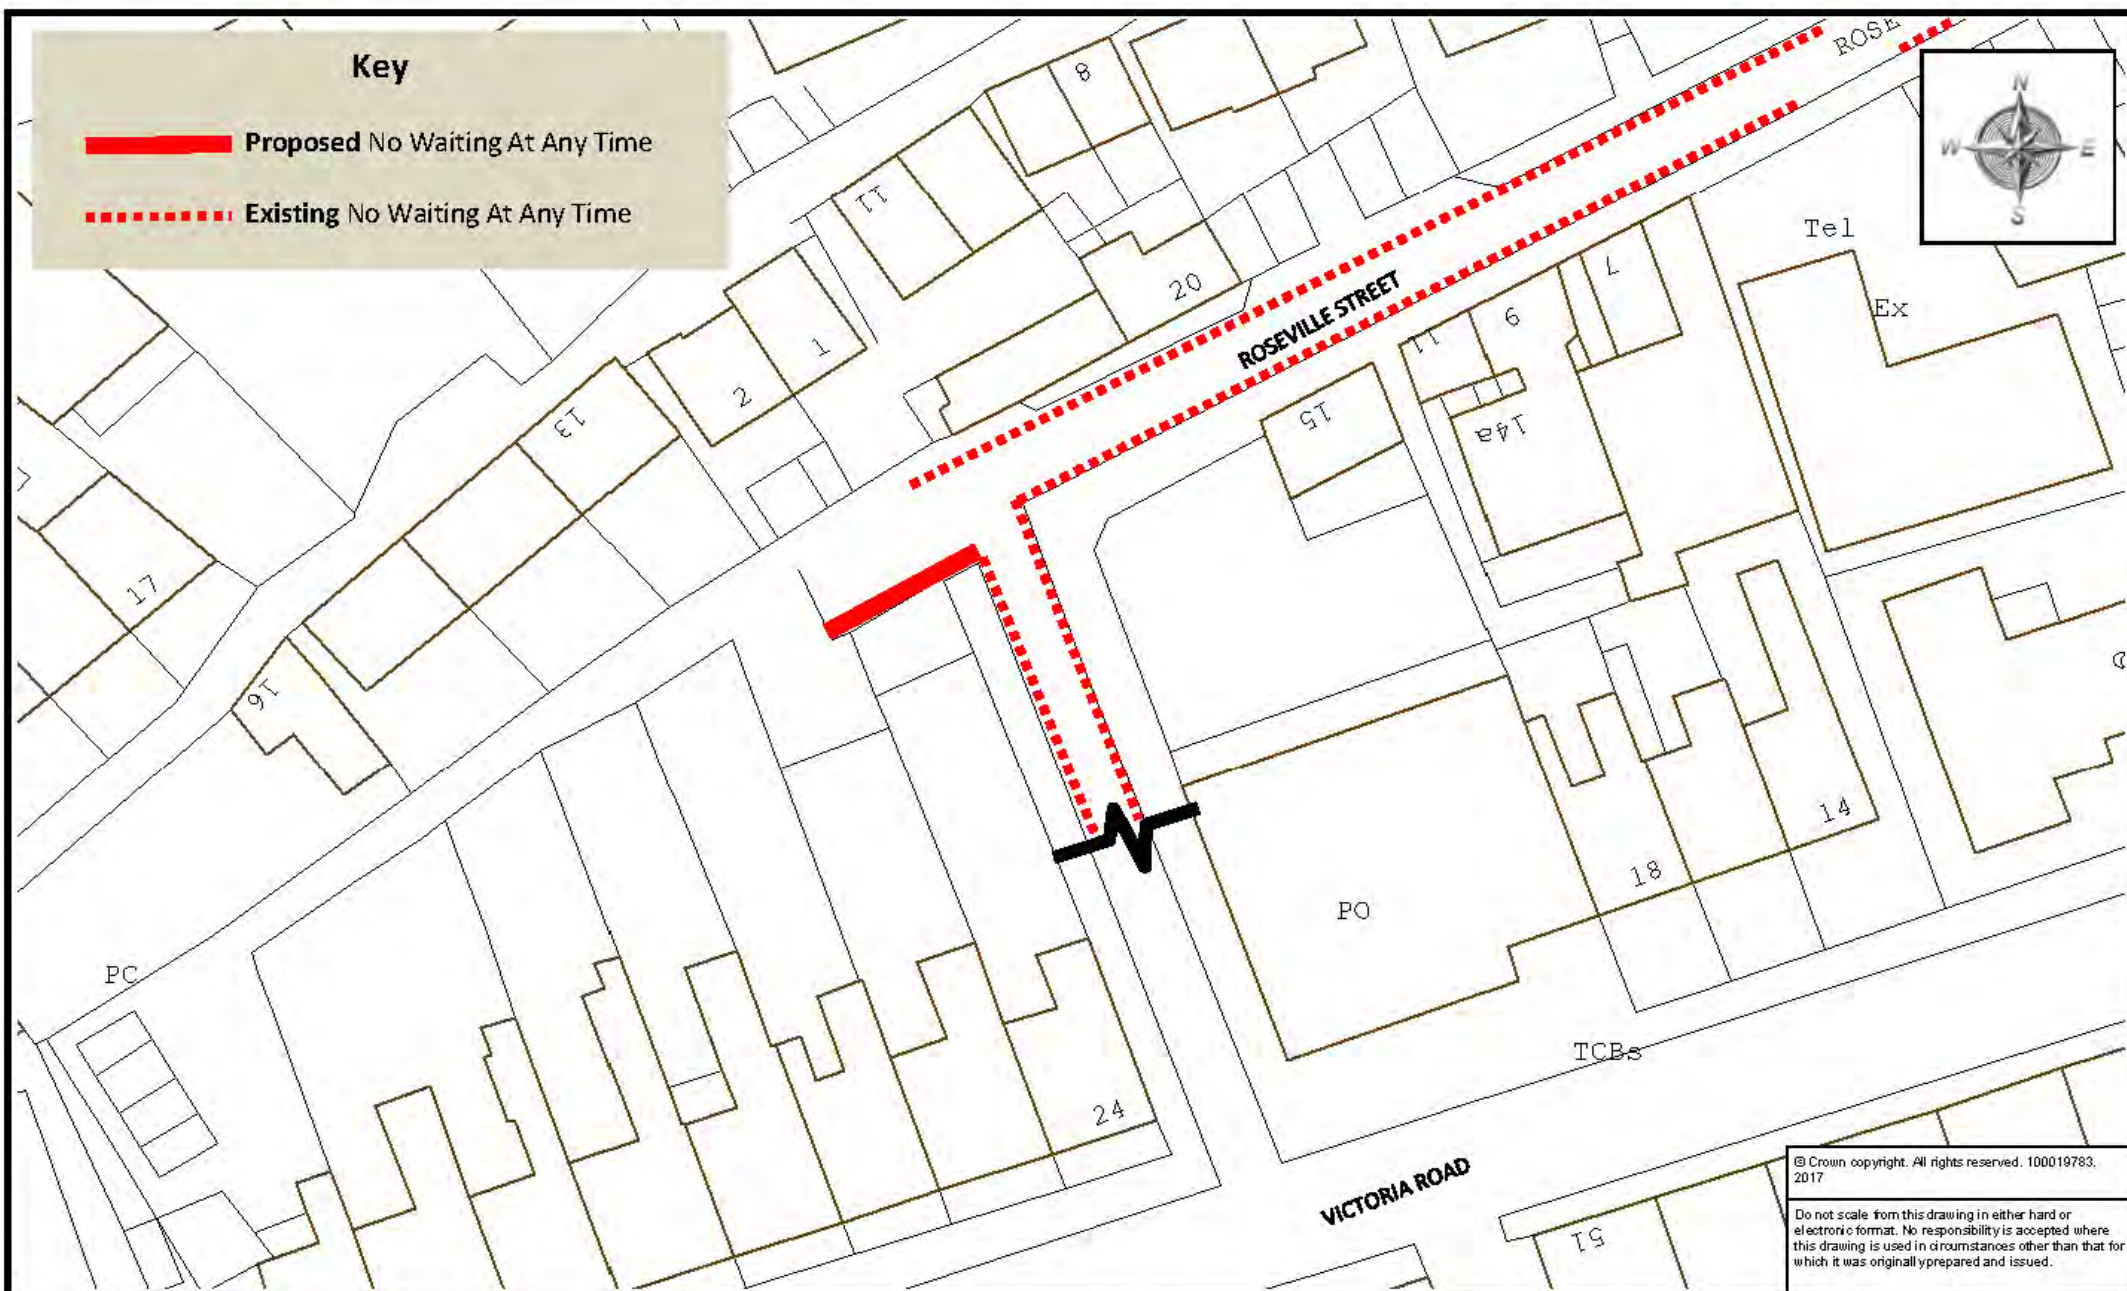 Key
Proposed No Waiting At Any Time
Existing No Waiting At Any Time
ROSE
N
W
E
S
8
11
20
1
2
13
17
16
ROSEVILLE STREET
Tel
Ex
7
9
11
15
14a
14
18
PO
PC
TCBs
24
VICTORIA ROAD
51
© Crown copyright. All rights reserved. 100019783.
2017
Do not scale from this drawing in either hard or
electronic format. No responsibility is accepted where
this drawing is used in circumstances other than that for
which it was originallyprepared and issued.